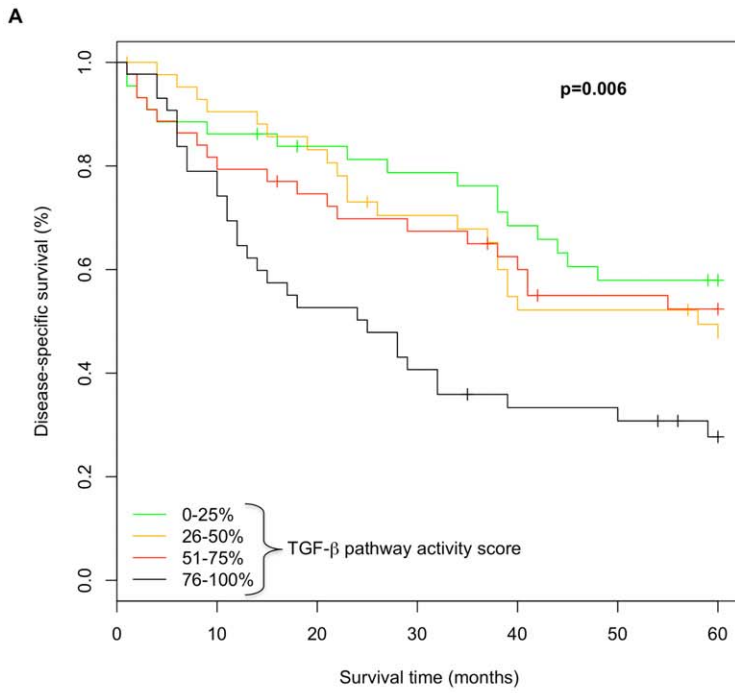 A
p=0.006
Disease-specific survival (%)
1.0
0.8
0.6
0.4
0.2
0.0
0-25%
26-50%
51-75%
76-100%
TGF-β pathway activity score
0 10 20 30 40 50 60
Survival time (months)